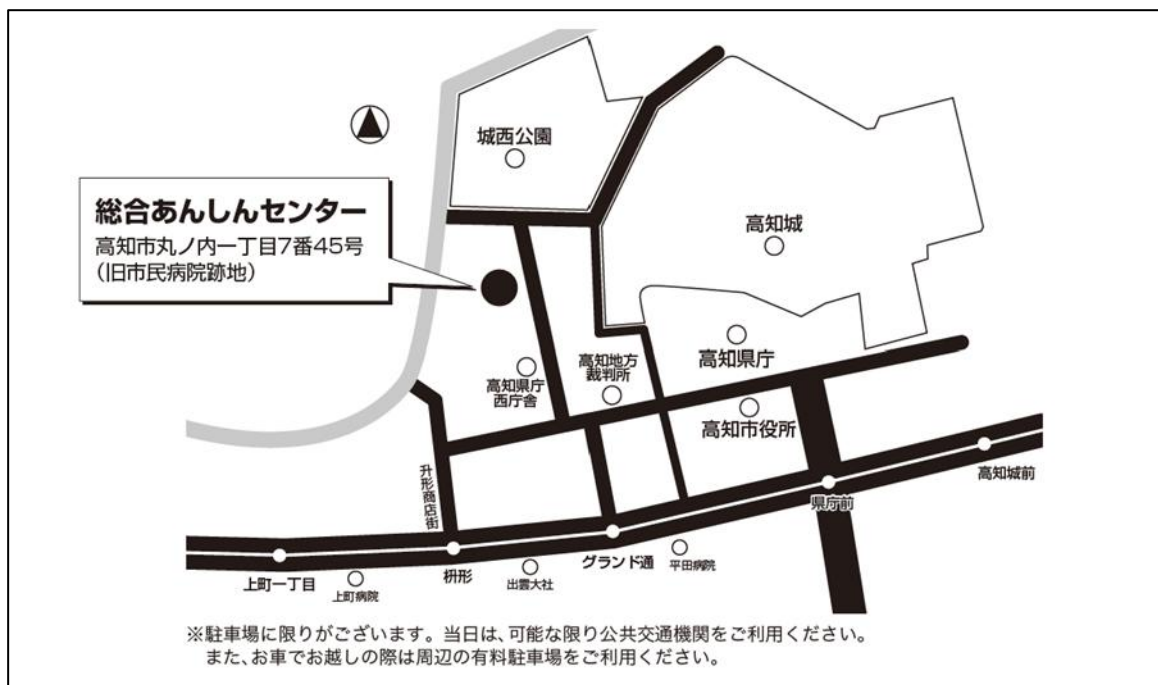 城西公園
総合あんしんセンター
高知市丸ノ内一丁目7番45号
（旧市民病院跡地）
高知城
高知県庁
高知地方
裁判所
高知県庁
西庁舎
高知市役所
升形商店街
高知城前
県庁前
グランド通
平田病院
枡形
出雲大社
上町一丁目
上町病院
※駐車場に限りがございます。当日は、可能な限り公共交通機関をご利用ください。
また、お車でお越しの際は周辺の有料駐車場をご利用ください。